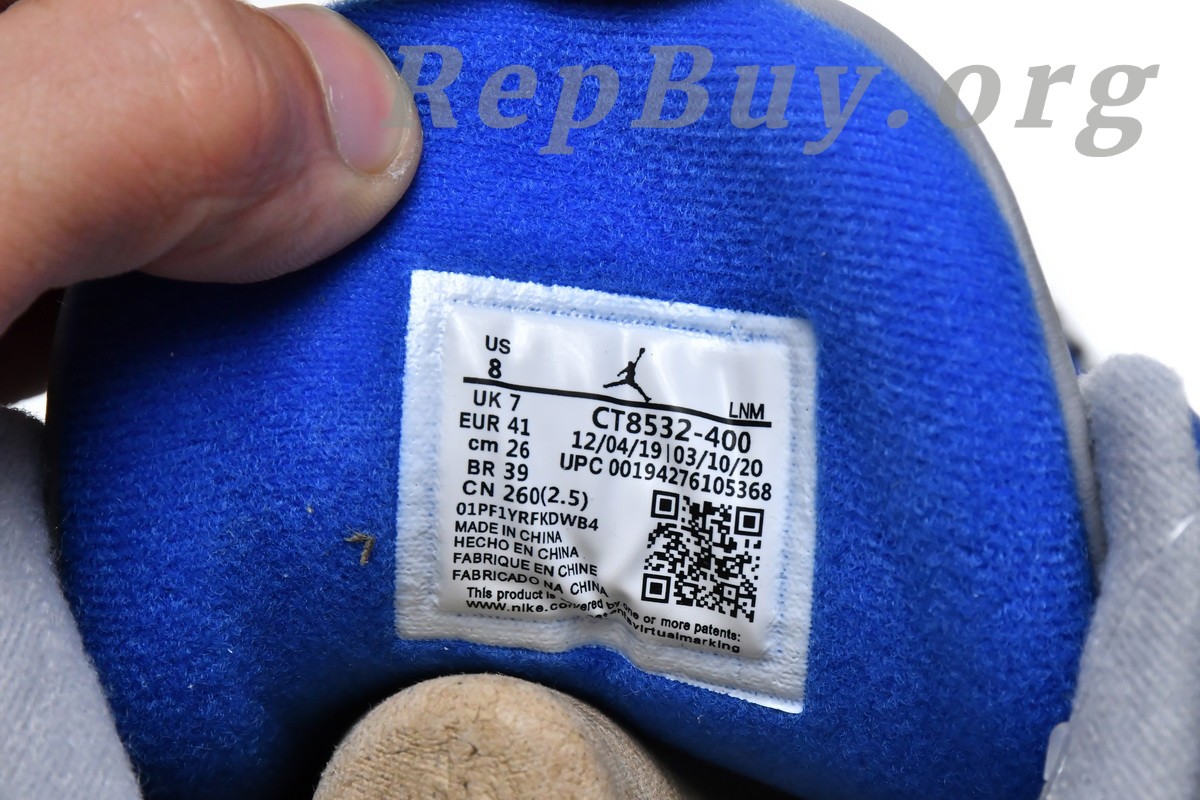 RepBuy.org
US
8
LNM
UK 7
CT8532-400
EUR 41
12/04/19|03/10/20
cm 26
UPC 00194276105368
BR 39
CN 260(2.5)
01PF1YRFKDWB4
MADE IN CHINA
HECHO EN CHINA
FABRIQUE EN CHINE
FABRICADO NA CHINA
This product is by one or more patents:
www.nike.co virtualmarking